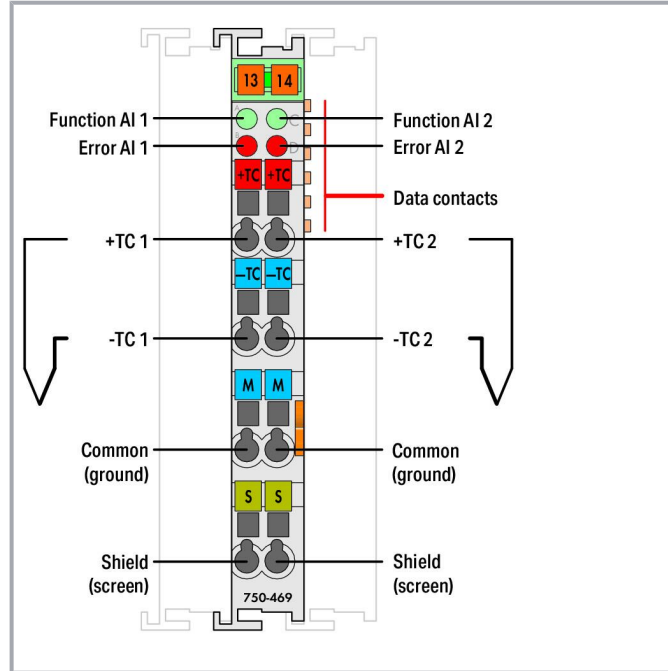 13 14
Function AI 1
Function AI 2
C
Error AI 1
Error AI 2
D
+TC +TC
Data contacts
+TC 1
+TC 2
–TC –TC
-TC 1
-TC 2
M M
Common
(ground)
Common
(ground)
S S
Shield
(screen)
Shield
(screen)
750-469